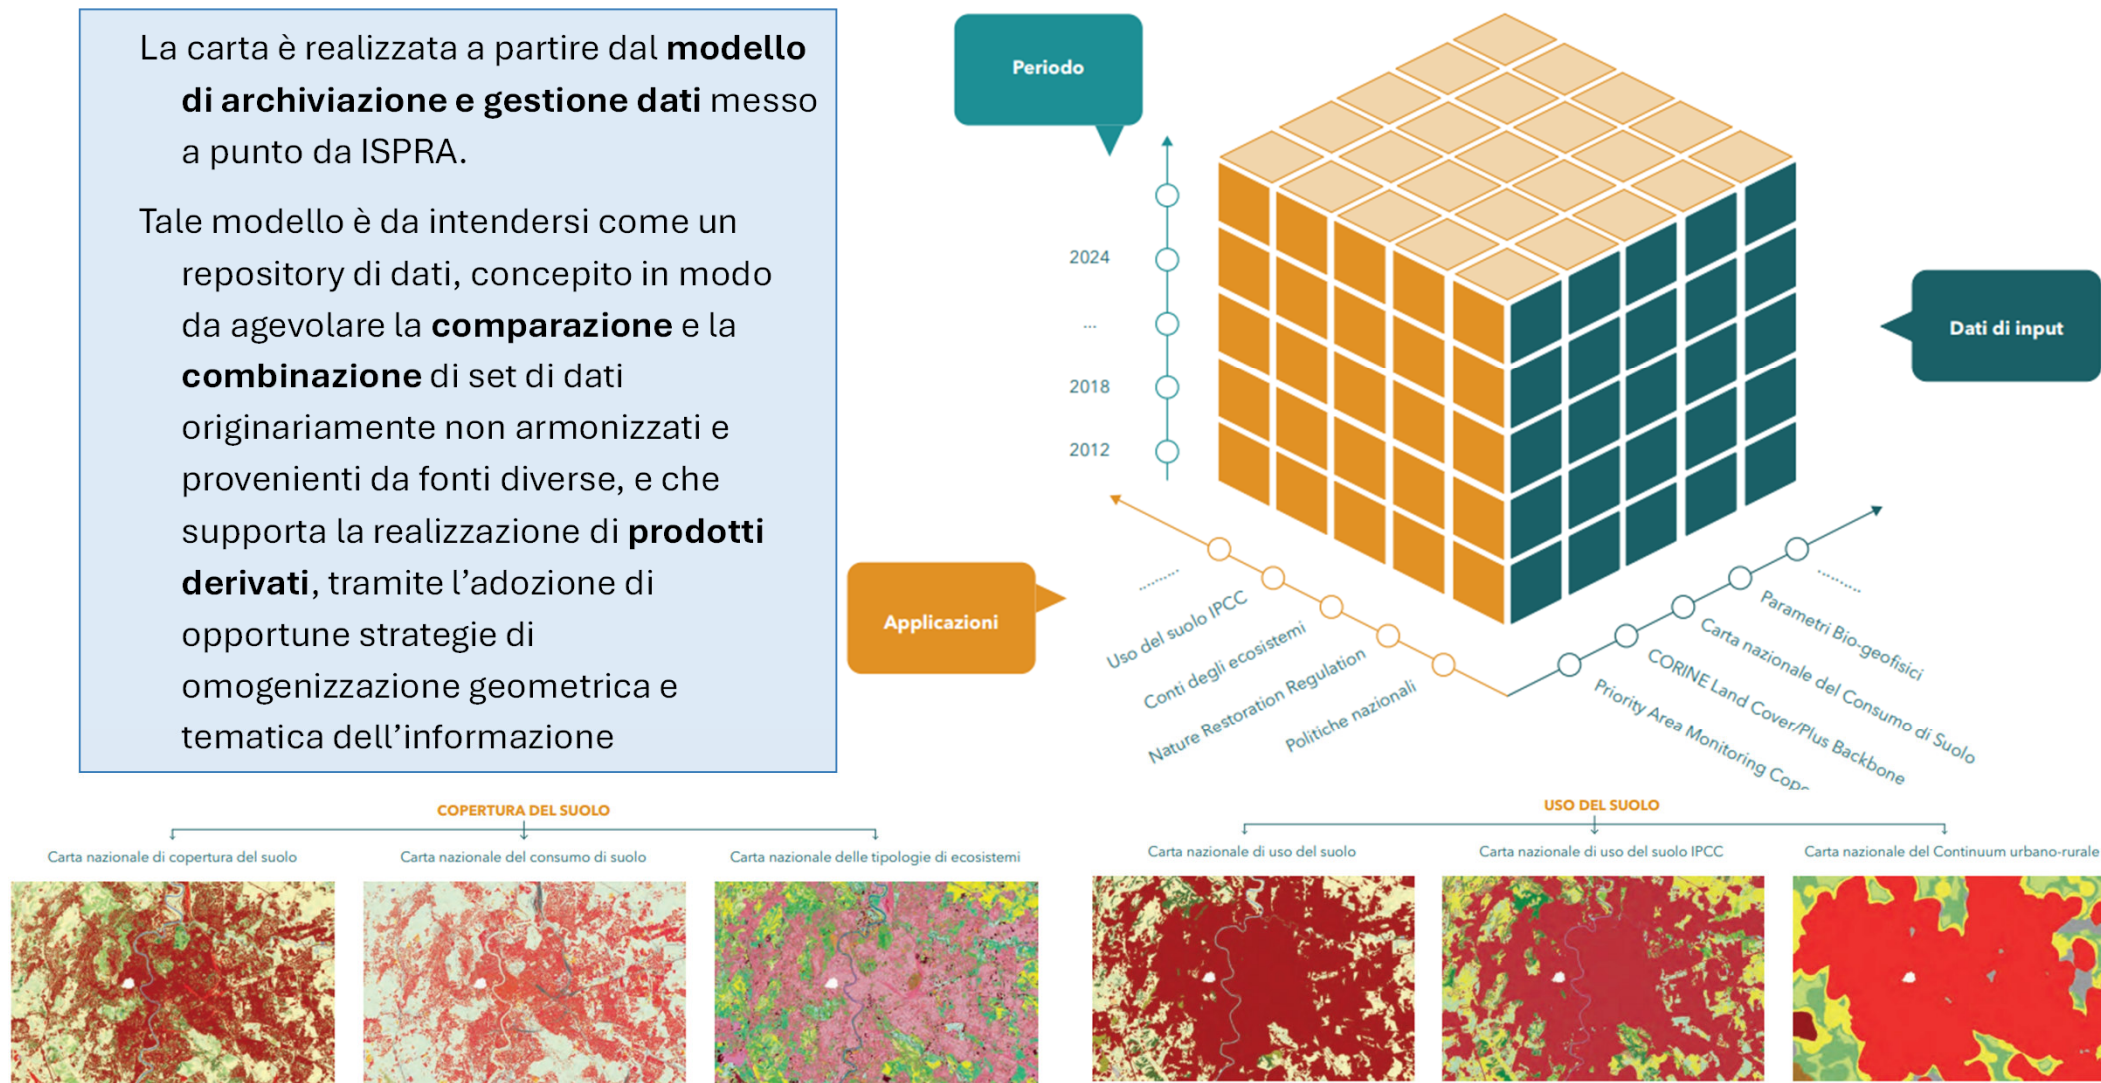 La carta è realizzata a partire dal modello
di archiviazione e gestione dati messo
a punto da ISPRA.
Tale modello è da intendersi come un
repository di dati, concepito in modo
da agevolare la comparazione e la
combinazione di set di dati
originariamente non armonizzati e
provenienti da fonti diverse, e che
supporta la realizzazione di prodotti
derivati, tramite l'adozione di
opportune strategie di
omogenizzazione geometrica e
tematica dell'informazione
Periodo
2024
...
2018
2012
Dati di input
Applicazioni
.........
Uso del suolo IPCC
Conti degli ecosistemi
Nature Restoration Regulation
Politiche nazionali
.........
Parametri Bio-geofisici
Carta nazionale del Consumo di Suolo
CORINE Land Cover/Plus Backbone
Priority Area Monitoring
COPERTURA DEL SUOLO
Carta nazionale di copertura del suolo
Carta nazionale del consumo di suolo
Carta nazionale delle tipologie di ecosistemi
USO DEL SUOLO
Carta nazionale di uso del suolo
Carta nazionale di uso del suolo IPCC
Carta nazionale del Continuum urbano-rurale